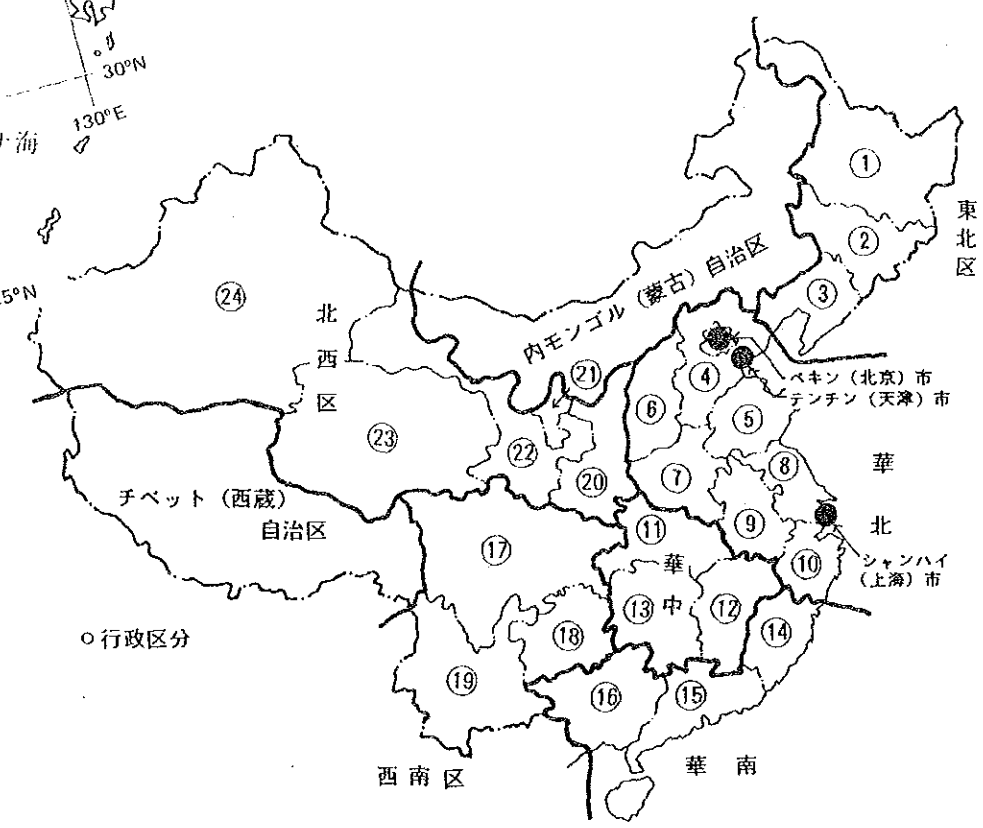 30°N
130°E
海
5°N
①
②
③
東北区
内モンゴル（蒙古）自治区
㉔
北西区
㉑
④
ペキン（北京）市
テンチン（天津）市
⑥
⑤
㉓
㉒
⑧
華北
⑦
⑳
チベット（西蔵）
自治区
⑨
⑪
⑰
⑩
シャンハイ
（上海）市
華中
⑬
⑫
○行政区分
⑱
⑭
⑲
⑯
⑮
西南区
華南